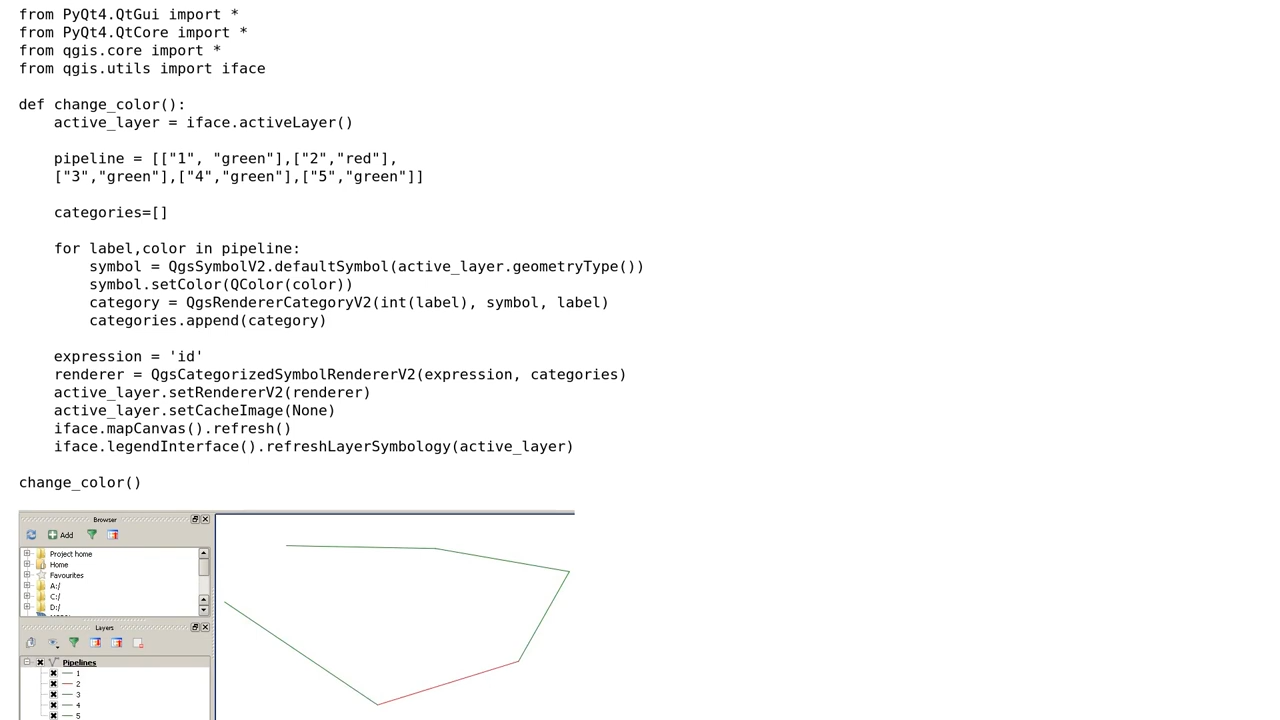 from PyQt4.QtGui import *
from PyQt4.QtCore import *
from qgis.core import *
from qgis.utils import iface
def change_color():
active_layer = iface.activeLayer()
pipeline = [["1", "green"],["2","red"],
["3","green"],["4","green"],["5","green"]]
categories=[]
for label,color in pipeline:
symbol = QgsSymbolV2.defaultSymbol(active_layer.geometryType())
symbol.setColor(QColor(color))
category = QgsRendererCategoryV2(int(label), symbol, label)
categories.append(category)
expression = 'id'
renderer = QgsCategorizedSymbolRendererV2(expression, categories)
active_layer.setRendererV2(renderer)
active_layer.setCacheImage(None)
iface.mapCanvas().refresh()
iface.legendInterface().refreshLayerSymbology(active_layer)
change_color()
Browser
Add
Project home
Home
Favourites
A:/
C:/
D:/
Layers
Pipelines
1
2
3
4
5